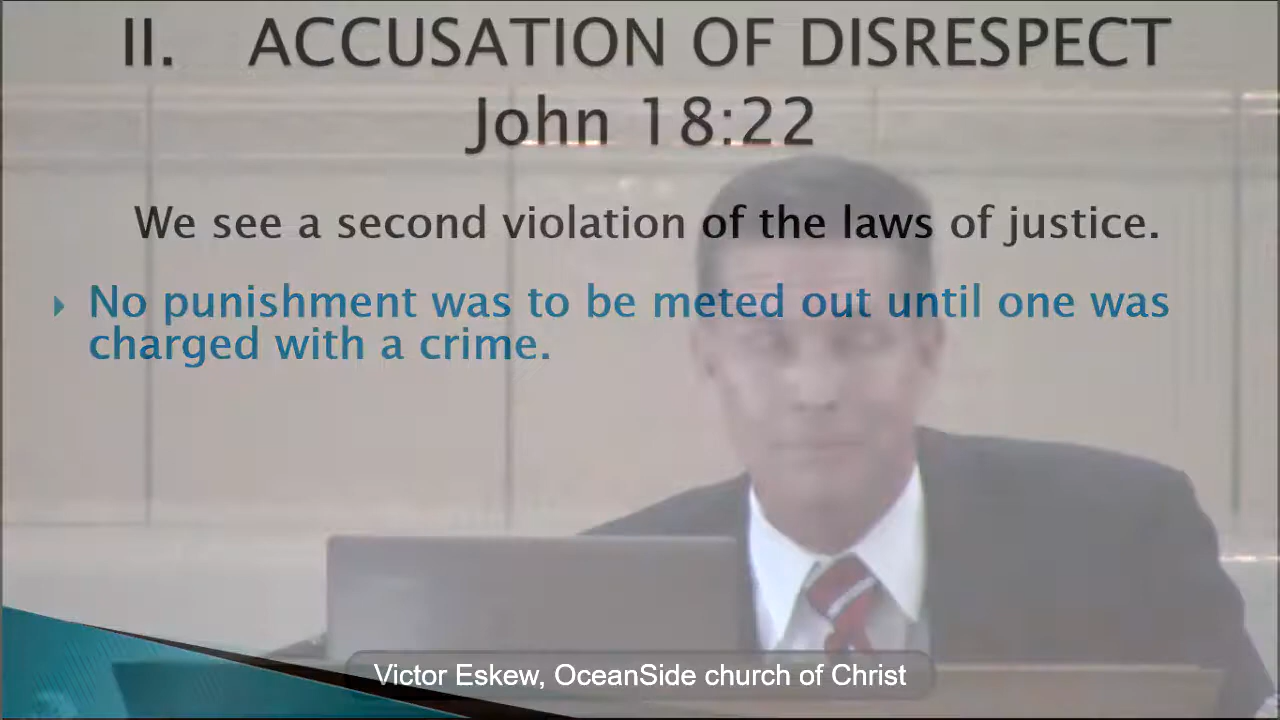 II. ACCUSATION OF DISRESPECT
John 18:22
We see a second violation of the laws of justice.
No punishment was to be meted out until one was
charged with a crime.
Victor Eskew, OceanSide church of Christ